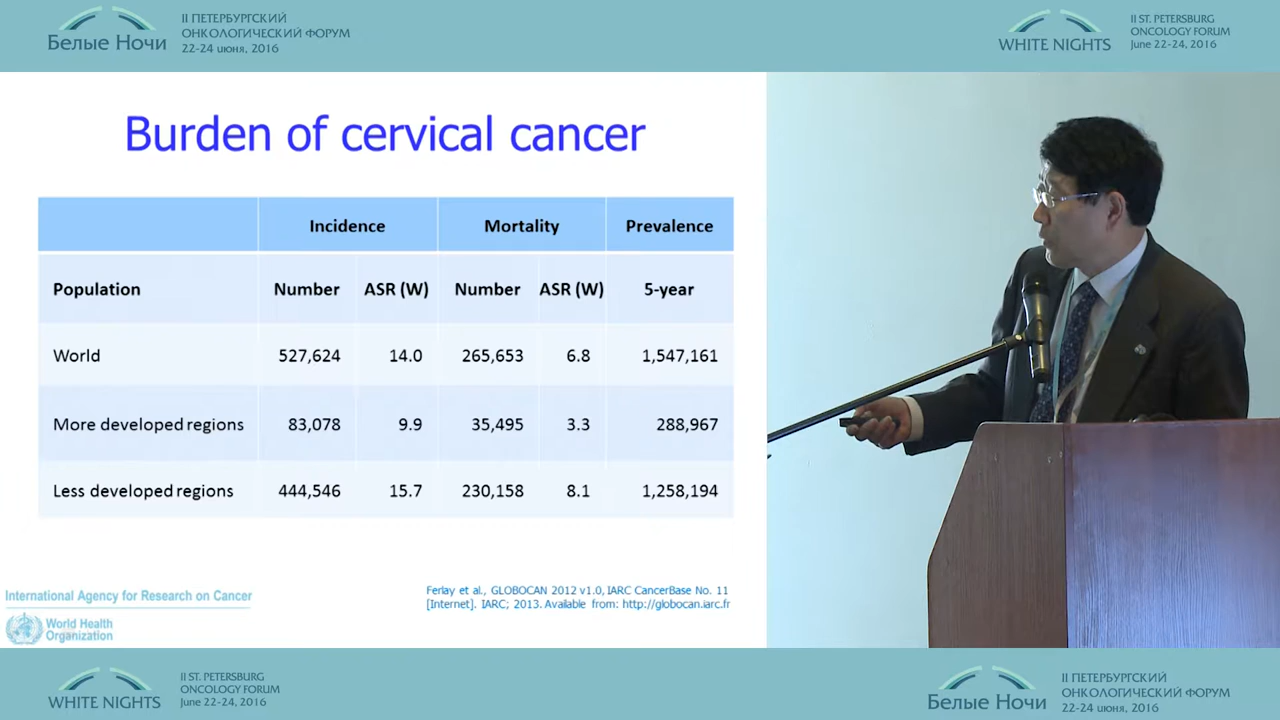 Белые Ночи
II ПЕТЕРБУРГСКИЙ
ОНКОЛОГИЧЕСКИЙ ФОРУМ
22-24 июня, 2016
WHITE NIGHTS
II ST. PETERSBURG
ONCOLOGY FORUM
June 22-24, 2016
Burden of cervical cancer
Incidence Mortality Prevalence
Population Number ASR (W) Number ASR (W) 5-year
World 527,624 14.0 265,653 6.8 1,547,161
More developed regions 83,078 9.9 35,495 3.3 288,967
Less developed regions 444,546 15.7 230,158 8.1 1,258,194
International Agency for Research on Cancer
World Health
Organization
Ferlay et al., GLOBOCAN 2012 v1.0, IARC CancerBase No. 11
[Internet]. IARC; 2013. Available from: http://globocan.iarc.fr
WHITE NIGHTS
II ST. PETERSBURG
ONCOLOGY FORUM
June 22-24, 2016
Белые Ночи
II ПЕТЕРБУРГСКИЙ
ОНКОЛОГИЧЕСКИЙ ФОРУМ
22-24 июня, 2016